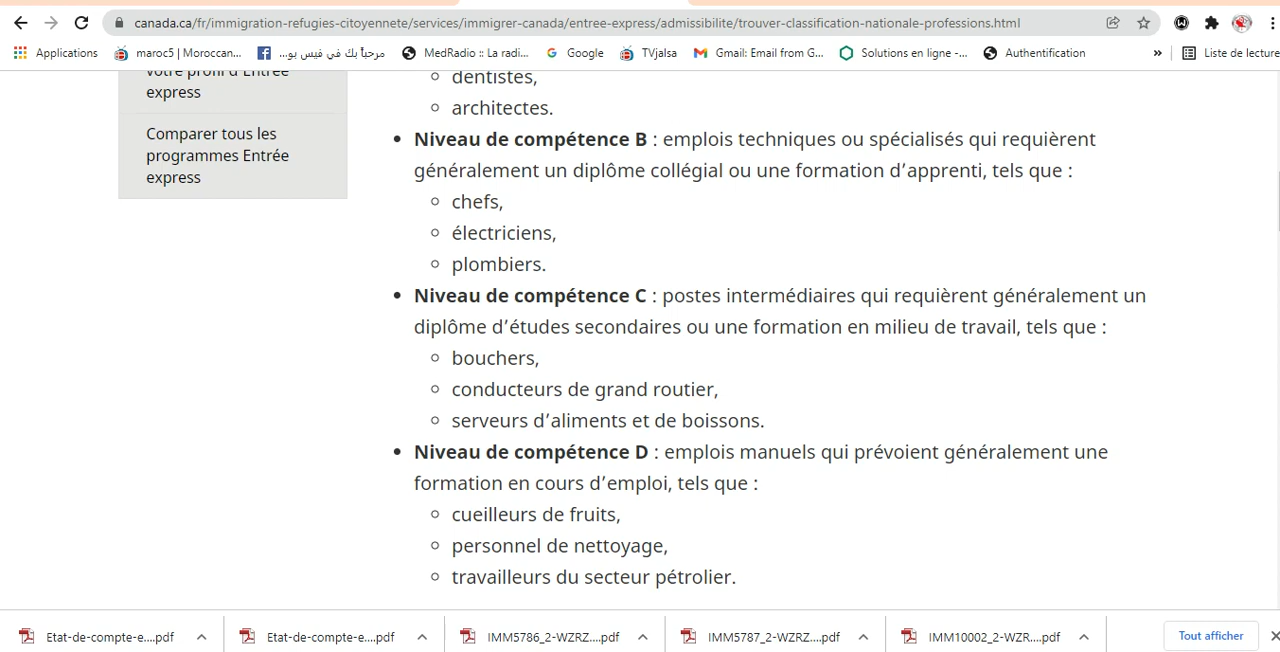 canada.ca/fr/immigration-refugies-citoyennete/services/immigrer-canada/entree-express/admissibilite/trouver-classification-nationale-professions.html
Applications maroc5 | Moroccan... مرحباً بك في فيس بو... MedRadio :: La radi... Google TVjalsa Gmail: Email from G... Solutions en ligne -... Authentification » Liste de lecture
votre profil d'Entrée
express
Comparer tous les
programmes Entrée
express
dentistes,
architectes.
Niveau de compétence B : emplois techniques ou spécialisés qui requièrent
généralement un diplôme collégial ou une formation d’apprenti, tels que :
chefs,
électriciens,
plombiers.
Niveau de compétence C : postes intermédiaires qui requièrent généralement un
diplôme d’études secondaires ou une formation en milieu de travail, tels que :
bouchers,
conducteurs de grand routier,
serveurs d’aliments et de boissons.
Niveau de compétence D : emplois manuels qui prévoient généralement une
formation en cours d’emploi, tels que :
cueilleurs de fruits,
personnel de nettoyage,
travailleurs du secteur pétrolier.
Etat-de-compte-e....pdf Etat-de-compte-e....pdf IMM5786_2-WZRZ....pdf IMM5787_2-WZRZ....pdf IMM10002_2-WZR....pdf Tout afficher